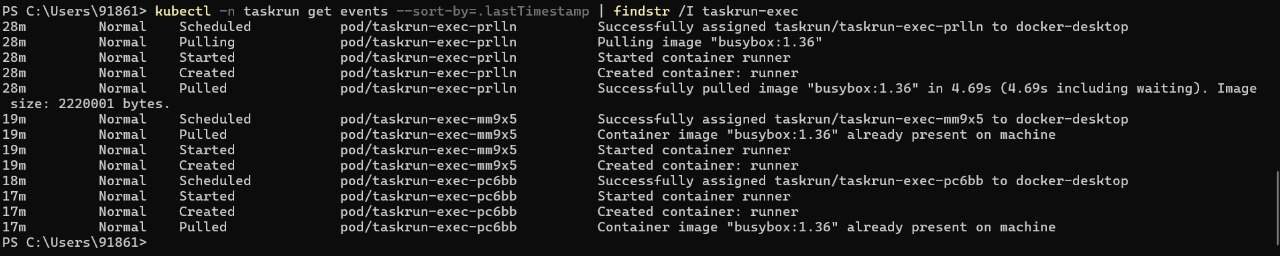 PS C:\Users\91861> kubectl -n taskrun get events --sort-by=.lastTimestamp | findstr /I taskrun-exec
28m         Normal    Scheduled           pod/taskrun-exec-prlln          Successfully assigned taskrun/taskrun-exec-prlln to docker-desktop
28m         Normal    Pulling             pod/taskrun-exec-prlln          Pulling image "busybox:1.36"
28m         Normal    Started             pod/taskrun-exec-prlln          Started container runner
28m         Normal    Created             pod/taskrun-exec-prlln          Created container: runner
28m         Normal    Pulled              pod/taskrun-exec-prlln          Successfully pulled image "busybox:1.36" in 4.69s (4.69s including waiting). Image
 size: 2220001 bytes.
19m         Normal    Scheduled           pod/taskrun-exec-mm9x5          Successfully assigned taskrun/taskrun-exec-mm9x5 to docker-desktop
19m         Normal    Pulled              pod/taskrun-exec-mm9x5          Container image "busybox:1.36" already present on machine
19m         Normal    Started             pod/taskrun-exec-mm9x5          Started container runner
19m         Normal    Created             pod/taskrun-exec-mm9x5          Created container: runner
18m         Normal    Scheduled           pod/taskrun-exec-pc6bb          Successfully assigned taskrun/taskrun-exec-pc6bb to docker-desktop
17m         Normal    Started             pod/taskrun-exec-pc6bb          Started container runner
17m         Normal    Created             pod/taskrun-exec-pc6bb          Created container: runner
17m         Normal    Pulled              pod/taskrun-exec-pc6bb          Container image "busybox:1.36" already present on machine
PS C:\Users\91861>